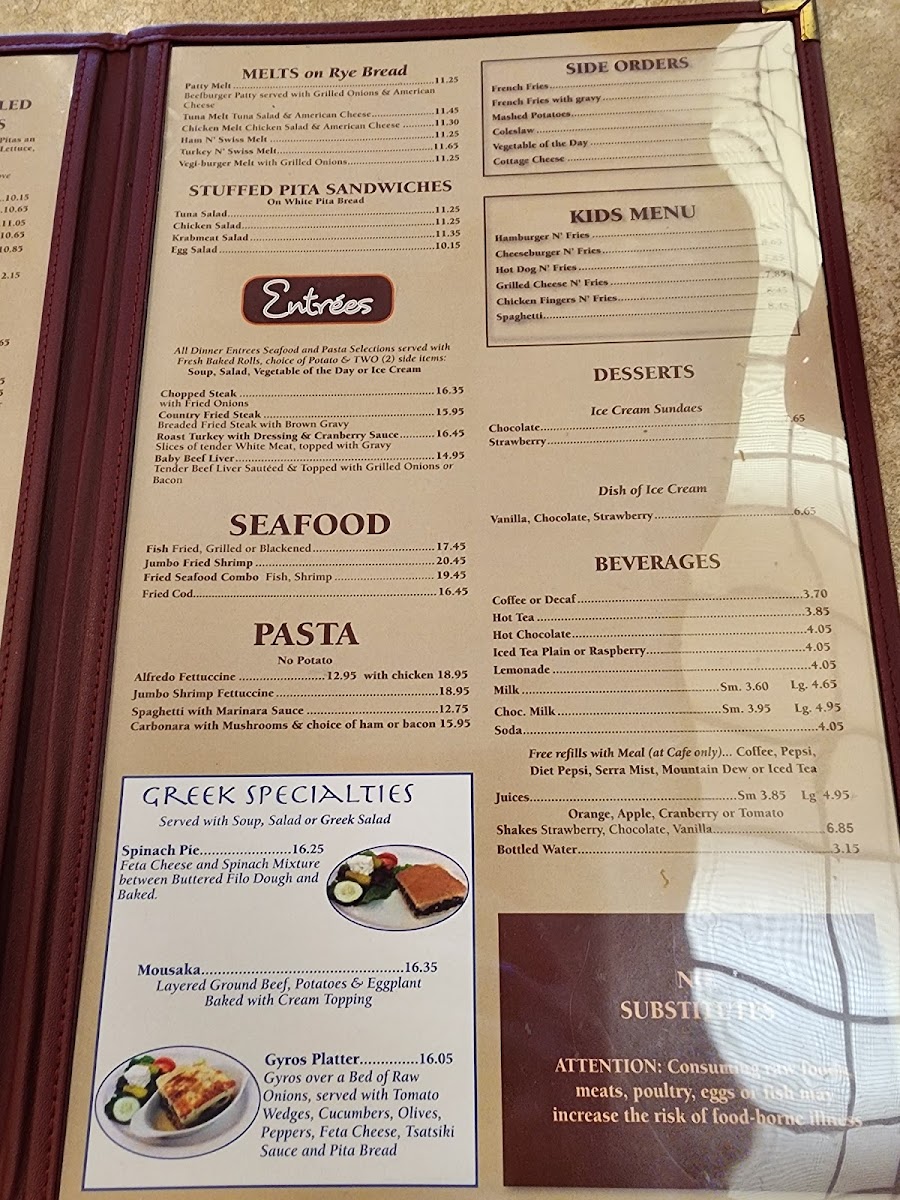 LED
S
Pitas an
Lettuce,
ove
10.15
10.65
11.05
10.65
10.85
2.15
65
MELTS on Rye Bread
Patty Melt 11.25
Beefburger Patty served with Grilled Onions & American
Cheese
Tuna Melt Tuna Salad & American Cheese 11.45
Chicken Melt Chicken Salad & American Cheese 11.30
Ham N' Swiss Melt 11.25
Turkey N' Swiss Melt 11.65
Vegi-burger Melt with Grilled Onions 11.25
STUFFED PITA SANDWICHES
On White Pita Bread
Tuna Salad 11.25
Chicken Salad 11.25
Krabmeat Salad 11.35
Egg Salad 10.15
Entrées
All Dinner Entrees Seafood and Pasta Selections served with
Fresh Baked Rolls, choice of Potato & TWO (2) side items:
Soup, Salad, Vegetable of the Day or Ice Cream
Chopped Steak 16.35
with Fried Onions
Country Fried Steak 15.95
Breaded Fried Steak with Brown Gravy
Roast Turkey with Dressing & Cranberry Sauce 16.45
Slices of tender White Meat, topped with Gravy
Baby Beef Liver 14.95
Tender Beef Liver Sautéed & Topped with Grilled Onions or
Bacon
SEAFOOD
Fish Fried, Grilled or Blackened 17.45
Jumbo Fried Shrimp 20.45
Fried Seafood Combo Fish, Shrimp 19.45
Fried Cod 16.45
PASTA
No Potato
Alfredo Fettuccine 12.95 with chicken 18.95
Jumbo Shrimp Fettuccine 18.95
Spaghetti with Marinara Sauce 12.75
Carbonara with Mushrooms & choice of ham or bacon 15.95
GREEK SPECIALTIES
Served with Soup, Salad or Greek Salad
Spinach Pie 16.25
Feta Cheese and Spinach Mixture
between Buttered Filo Dough and
Baked.
Mousaka 16.35
Layered Ground Beef, Potatoes & Eggplant
Baked with Cream Topping
Gyros Platter 16.05
Gyros over a Bed of Raw
Onions, served with Tomato
Wedges, Cucumbers, Olives,
Peppers, Feta Cheese, Tsatsiki
Sauce and Pita Bread
SIDE ORDERS
French Fries
French Fries with gravy
Mashed Potatoes
Coleslaw
Vegetable of the Day
Cottage Cheese
KIDS MENU
Hamburger N' Fries
Cheeseburger N' Fries
Hot Dog N' Fries
Grilled Cheese N' Fries
Chicken Fingers N' Fries
Spaghetti
DESSERTS
Ice Cream Sundaes
Chocolate .65
Strawberry
Dish of Ice Cream
Vanilla, Chocolate, Strawberry 6.65
BEVERAGES
Coffee or Decaf 3.70
Hot Tea 3.85
Hot Chocolate 4.05
Iced Tea Plain or Raspberry 4.05
Lemonade 4.05
Milk Sm. 3.60 Lg. 4.65
Choc. Milk Sm. 3.95 Lg. 4.95
Soda 4.05
Free refills with Meal (at Cafe only)... Coffee, Pepsi,
Diet Pepsi, Serra Mist, Mountain Dew or Iced Tea
Juices Sm 3.85 Lg 4.95
Orange, Apple, Cranberry or Tomato
Shakes Strawberry, Chocolate, Vanilla 6.85
Bottled Water 3.15
NO
SUBSTITUTES
ATTENTION: Consuming raw foods,
meats, poultry, eggs or fish may
increase the risk of food-borne illness